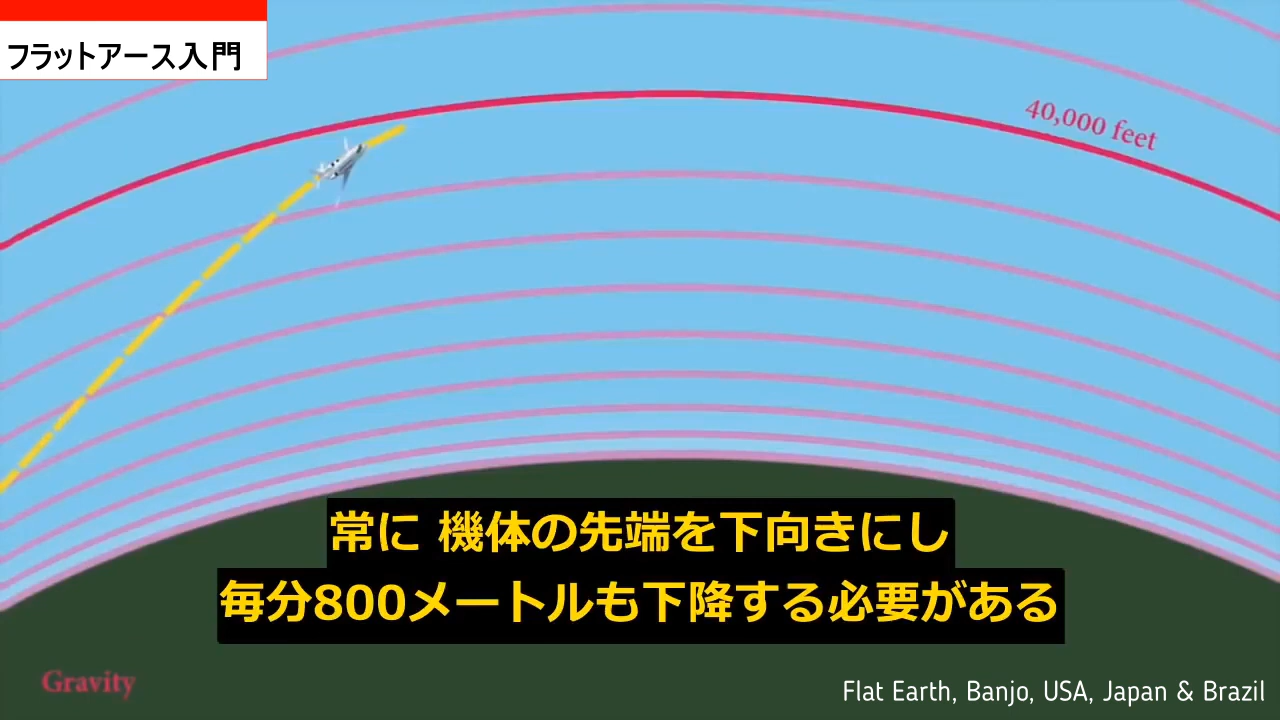 フラットアース入門
40,000 feet
常に 機体の先端を下向きにし
毎分800メートルも下降する必要がある
Gravity
Flat Earth, Banjo, USA, Japan & Brazil